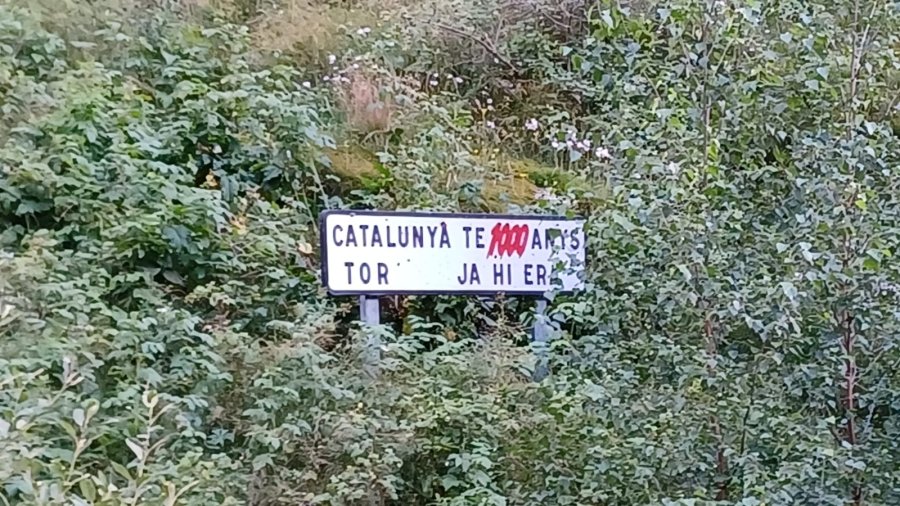 CATALUNYA TE 1000 ANYS
TOR JA HI ERA